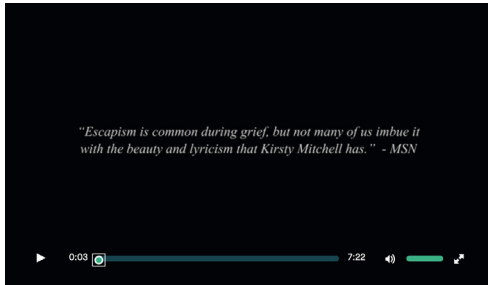 “Escapism is common during grief, but not many of us imbue it
with the beauty and lyricism that Kirsty Mitchell has.” - MSN
0:03
7:22